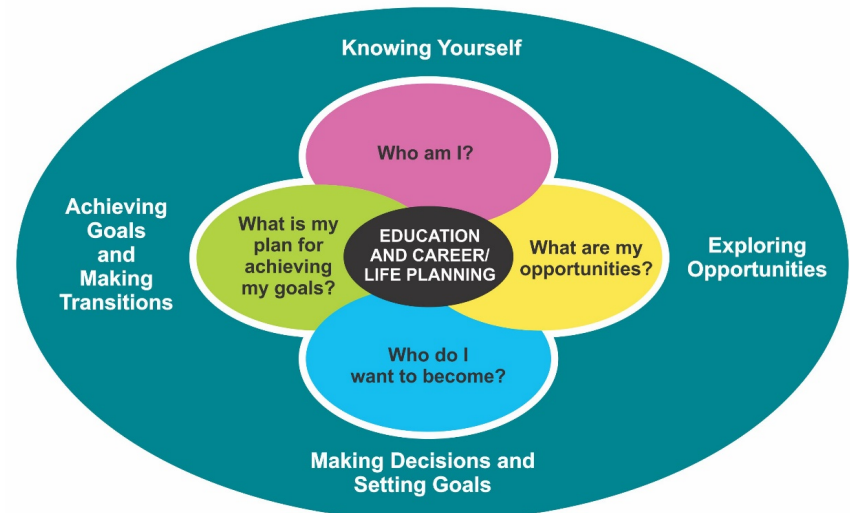 Knowing Yourself
Who am I?
Achieving
Goals
and
Making
Transitions
What is my
plan for
achieving
my goals?
EDUCATION
AND CAREER/
LIFE PLANNING
What are my
opportunities?
Exploring
Opportunities
Who do I
want to become?
Making Decisions and
Setting Goals